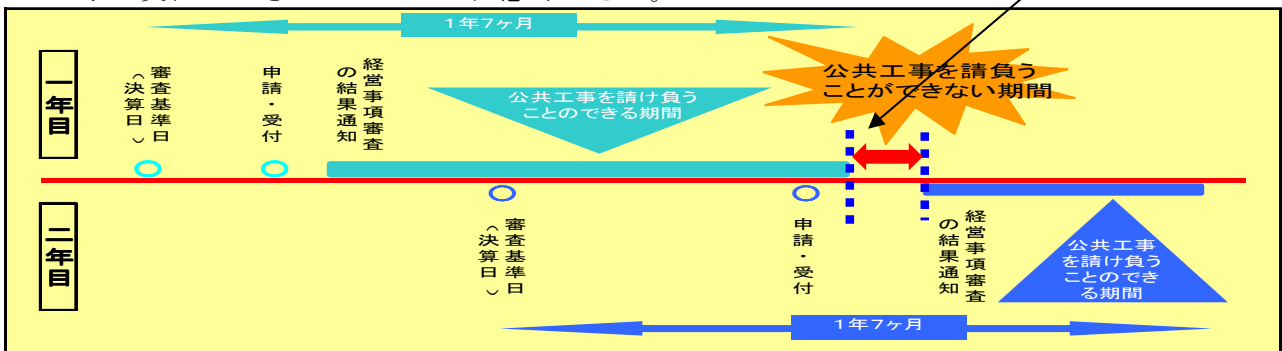 1年7ヶ月
一年目
審査基準日
（決算日）
申請・受付
経営事項審査
の結果通知
公共工事を請け負う
ことのできる期間
公共工事を請負う
ことができない期間
二年目
審査基準日
（決算日）
申請・受付
経営事項審査
の結果通知
公共工事
を請け負う
ことのでき
る期間
1年7ヶ月